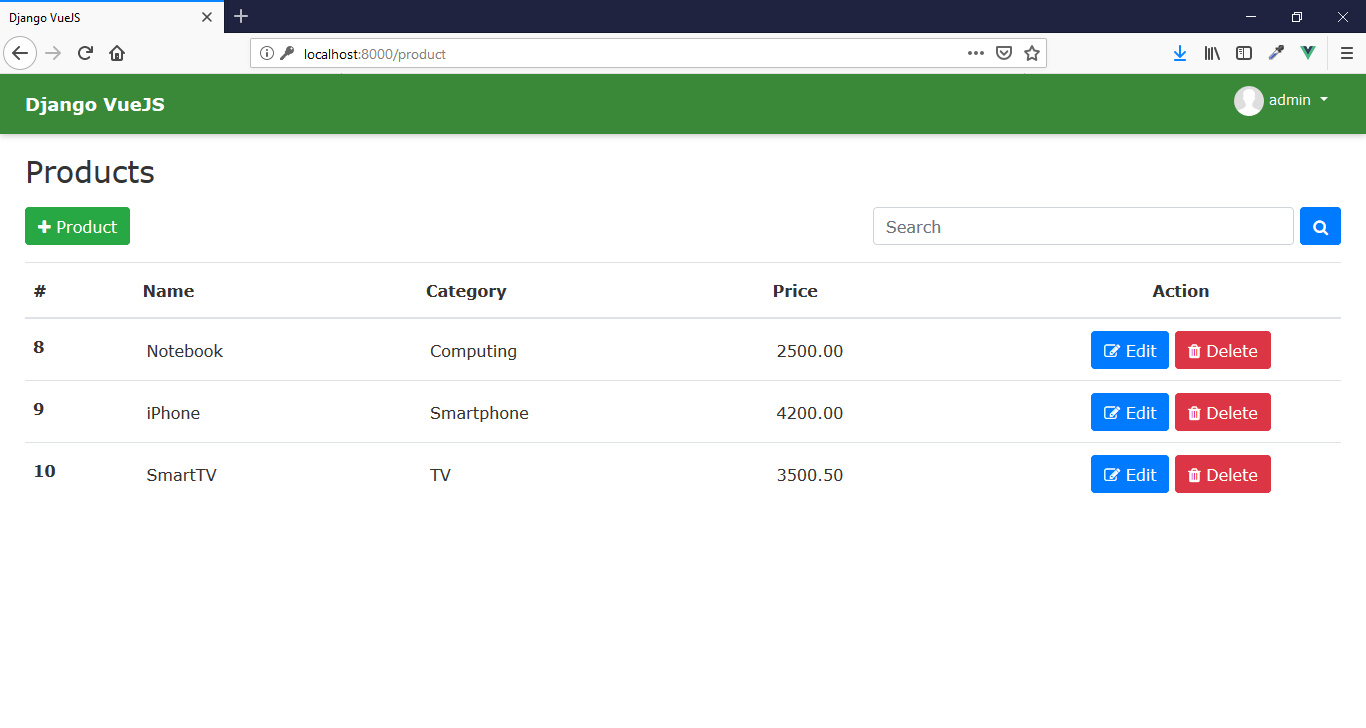 Django VueJS
localhost:8000/product
Django VueJS
admin
Products
Product
Search
# Name Category Price Action
8 Notebook Computing 2500.00 Edit Delete
9 iPhone Smartphone 4200.00 Edit Delete
10 SmartTV TV 3500.50 Edit Delete